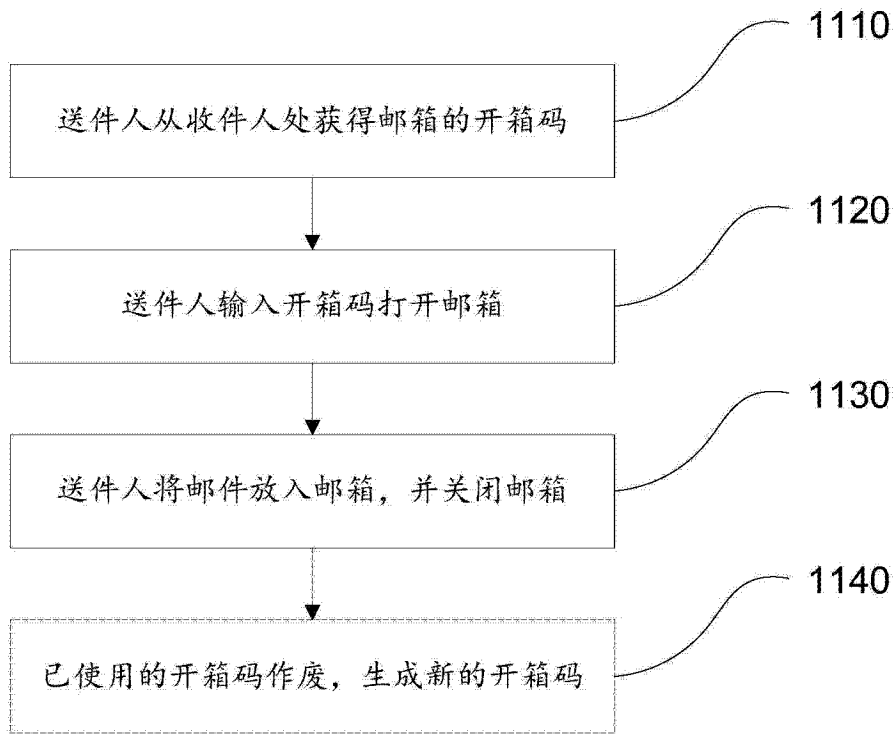 1110
送件人从收件人处获得邮箱的开箱码
1120
送件人输入开箱码打开邮箱
1130
送件人将邮件放入邮箱，并关闭邮箱
1140
已使用的开箱码作废，生成新的开箱码